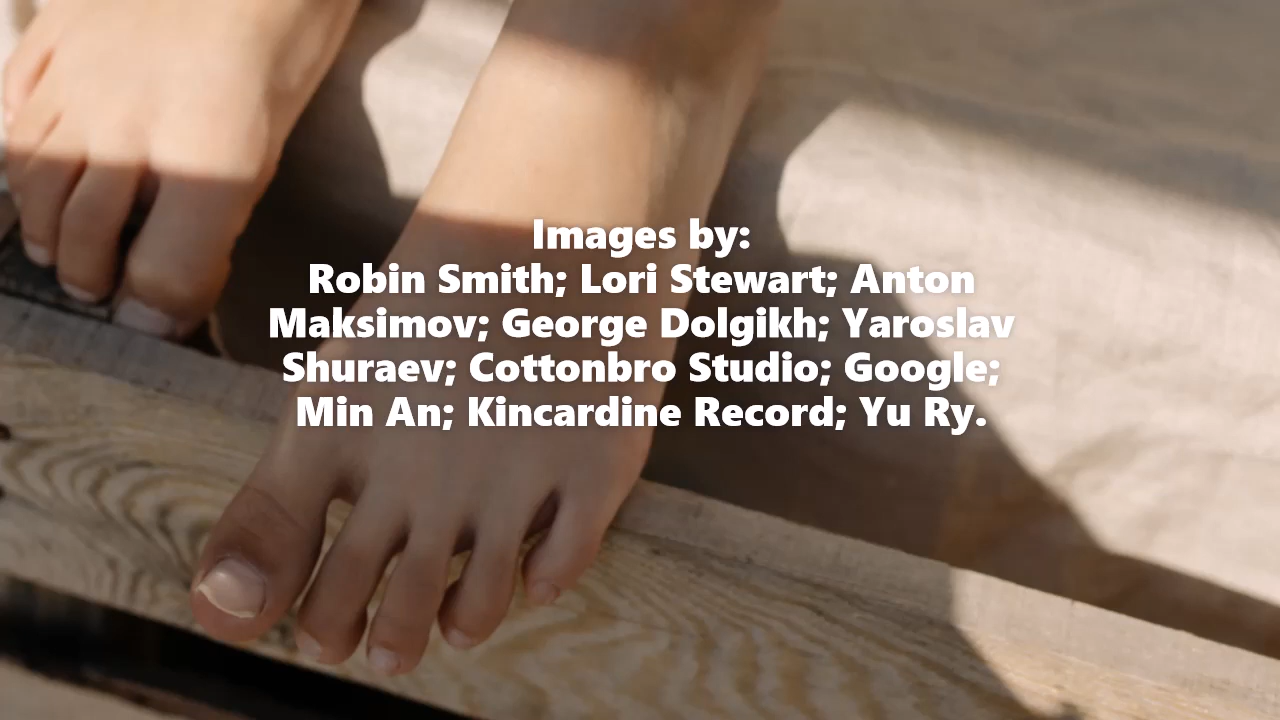 Images by:
Robin Smith; Lori Stewart; Anton
Maksimov; George Dolgikh; Yaroslav
Shuraev; Cottonbro Studio; Google;
Min An; Kincardine Record; Yu Ry.